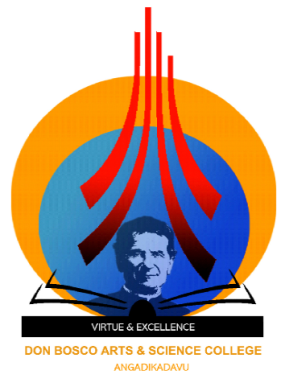 VIRTUE & EXCELLENCE
DON BOSCO ARTS & SCIENCE COLLEGE
ANGADIKADAVU